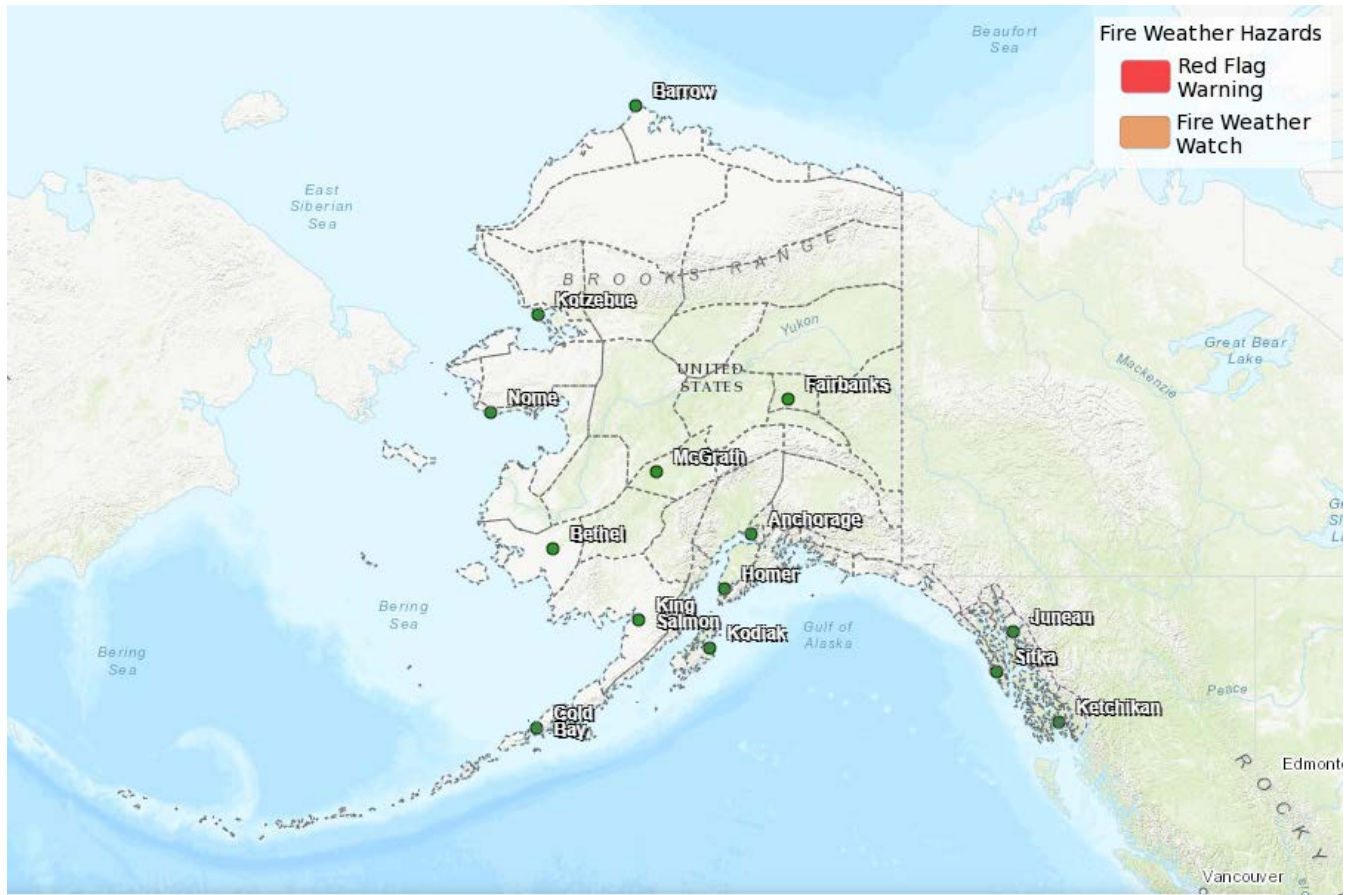 Beaufort
Sea
Fire Weather Hazards
Red Flag
Warning
Fire Weather
Watch
Barrow
East
Siberian
Sea
BROOKS RANGE
Kotzebue
Yukon
Great Bear
Lake
Mackenzie
UNITED
STATES
Fairbanks
Nome
McGrath
Anchorage
Bethel
Homer
Bering
Sea
King
Salmon
Kodiak
Gulf of
Alaska
Juneau
Sitka
Bering
Sea
Peace
Ketchikan
Cold
Bay
ROCKY
Edmont
Vancouver